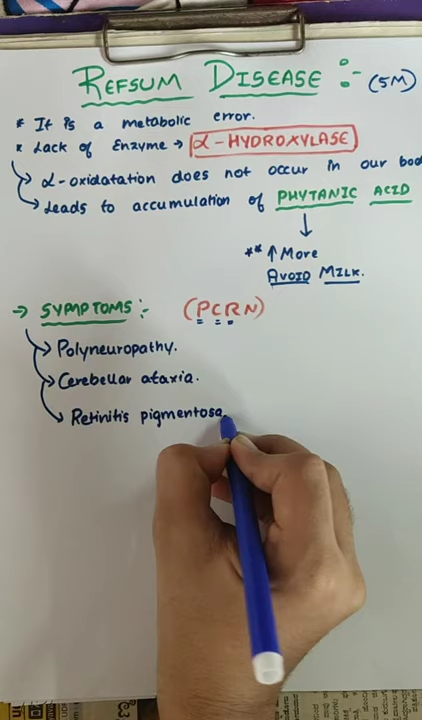 REFSUM DISEASE :- (5M)
* It is a metabolic error.
* Lack of Enzyme → α-HYDROXYLASE
α-oxidatation does not occur in our bod
Leads to accumulation of PHYTANIC ACID
** ↑ More
AVOID MILK.
→ SYMPTOMS :- (PCRN)
Polyneuropathy.
Cerebellar ataxia.
Retinitis pigmentosa